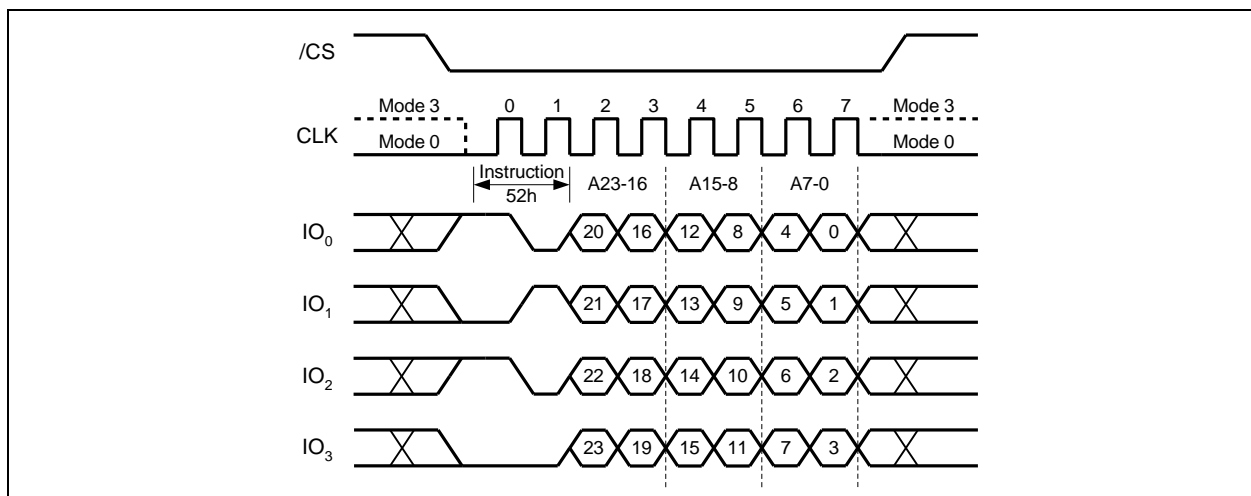 /CS
Mode 3 0 1 2 3 4 5 6 7 Mode 3
CLK
Mode 0 Mode 0
Instruction
52h
A23-16 A15-8 A7-0
IO0 20 16 12 8 4 0
IO1 21 17 13 9 5 1
IO2 22 18 14 10 6 2
IO3 23 19 15 11 7 3